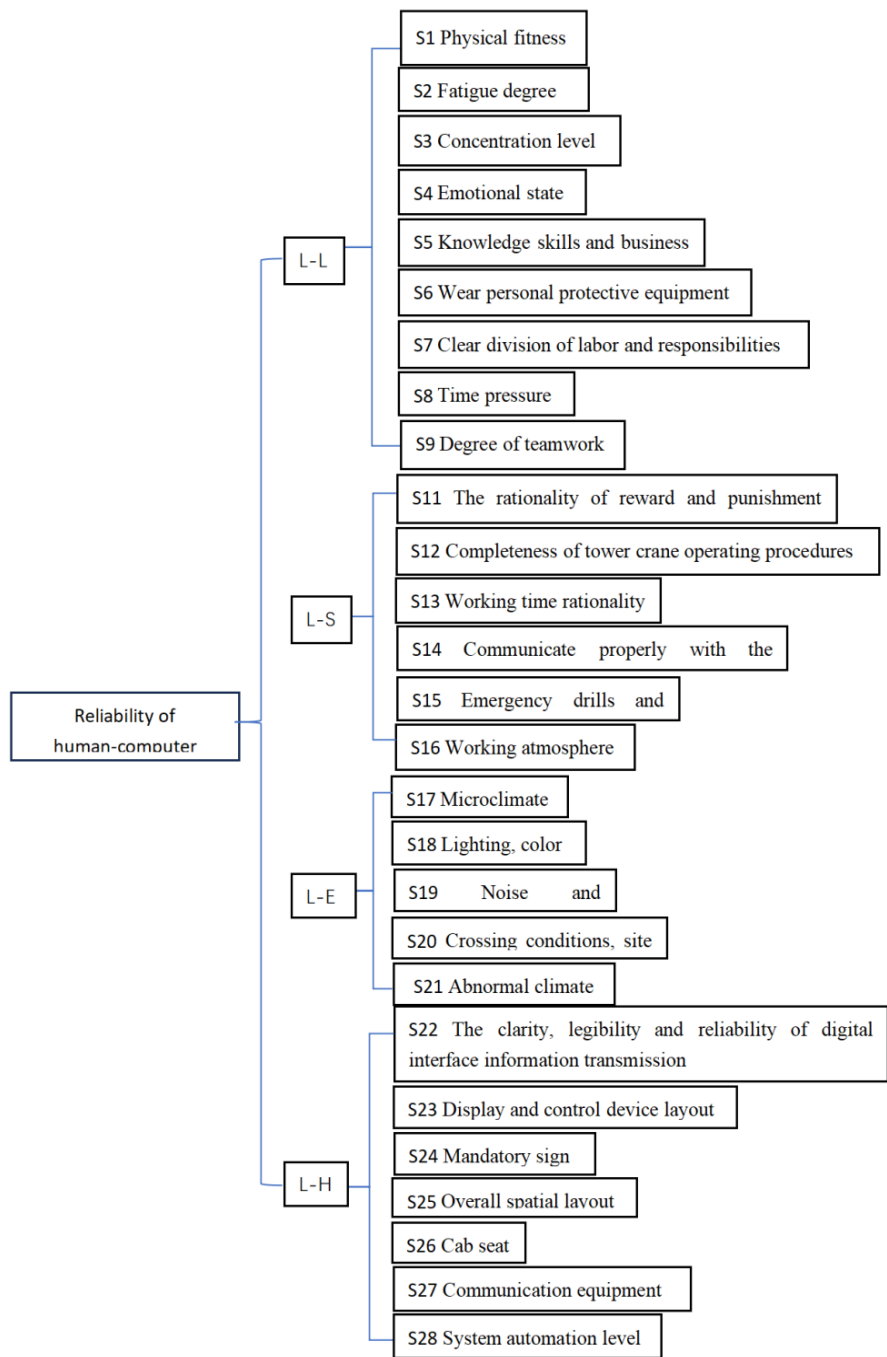 Reliability of
human-computer
L-L
S1 Physical fitness
S2 Fatigue degree
S3 Concentration level
S4 Emotional state
S5 Knowledge skills and business
S6 Wear personal protective equipment
S7 Clear division of labor and responsibilities
S8 Time pressure
S9 Degree of teamwork
L-S
S11 The rationality of reward and punishment
S12 Completeness of tower crane operating procedures
S13 Working time rationality
S14 Communicate properly with the
S15 Emergency drills and
S16 Working atmosphere
L-E
S17 Microclimate
S18 Lighting, color
S19 Noise and
S20 Crossing conditions, site
S21 Abnormal climate
L-H
S22 The clarity, legibility and reliability of digital
interface information transmission
S23 Display and control device layout
S24 Mandatory sign
S25 Overall spatial layout
S26 Cab seat
S27 Communication equipment
S28 System automation level